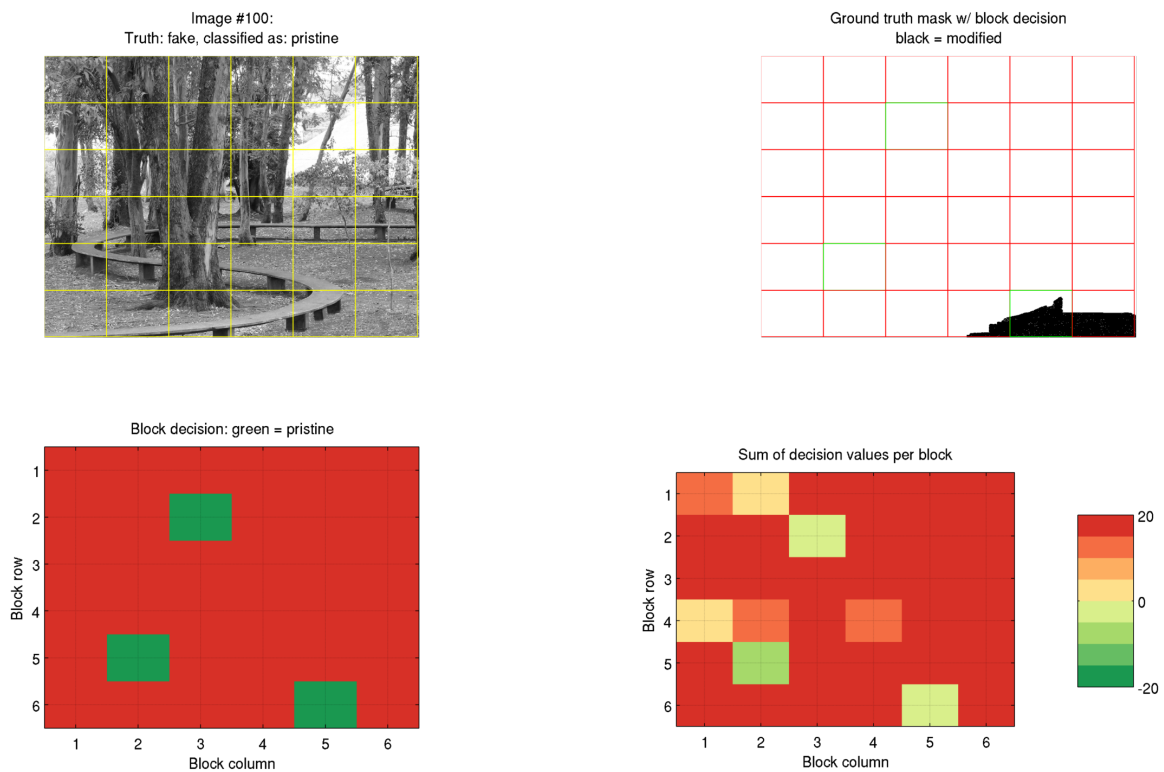 Image #100:
Truth: fake, classified as: pristine
Ground truth mask w/ block decision
black = modified
Block decision: green = pristine
Block row
1
2
3
4
5
6
1 2 3 4 5 6
Block column
Sum of decision values per block
Block row
1
2
3
4
5
6
1 2 3 4 5 6
Block column
20
0
-20